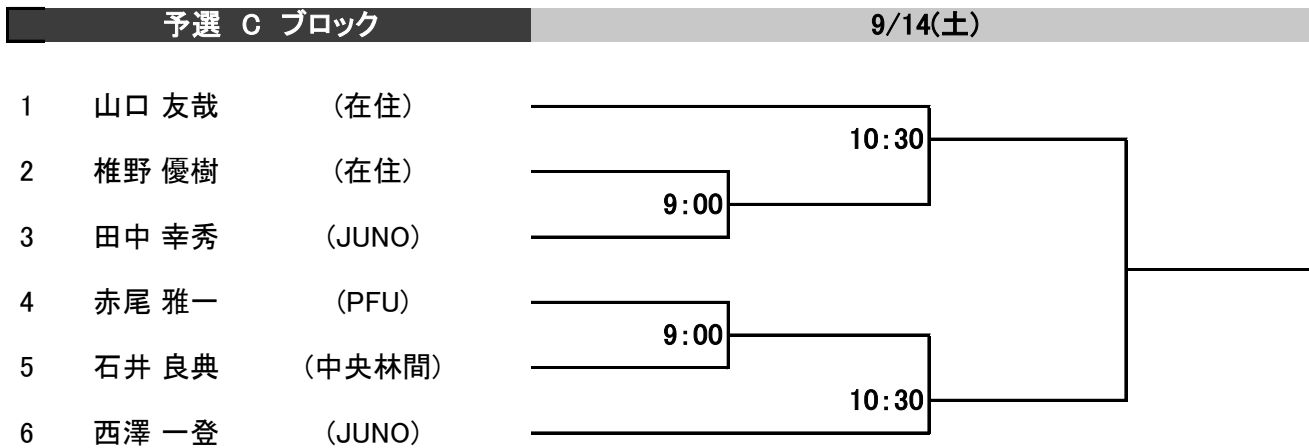 予選 C ブロック 9/14(土)
1 山口 友哉 (在住)
10:30
2 椎野 優樹 (在住)
9:00
3 田中 幸秀 (JUNO)
4 赤尾 雅一 (PFU)
9:00
5 石井 良典 (中央林間)
10:30
6 西澤 一登 (JUNO)